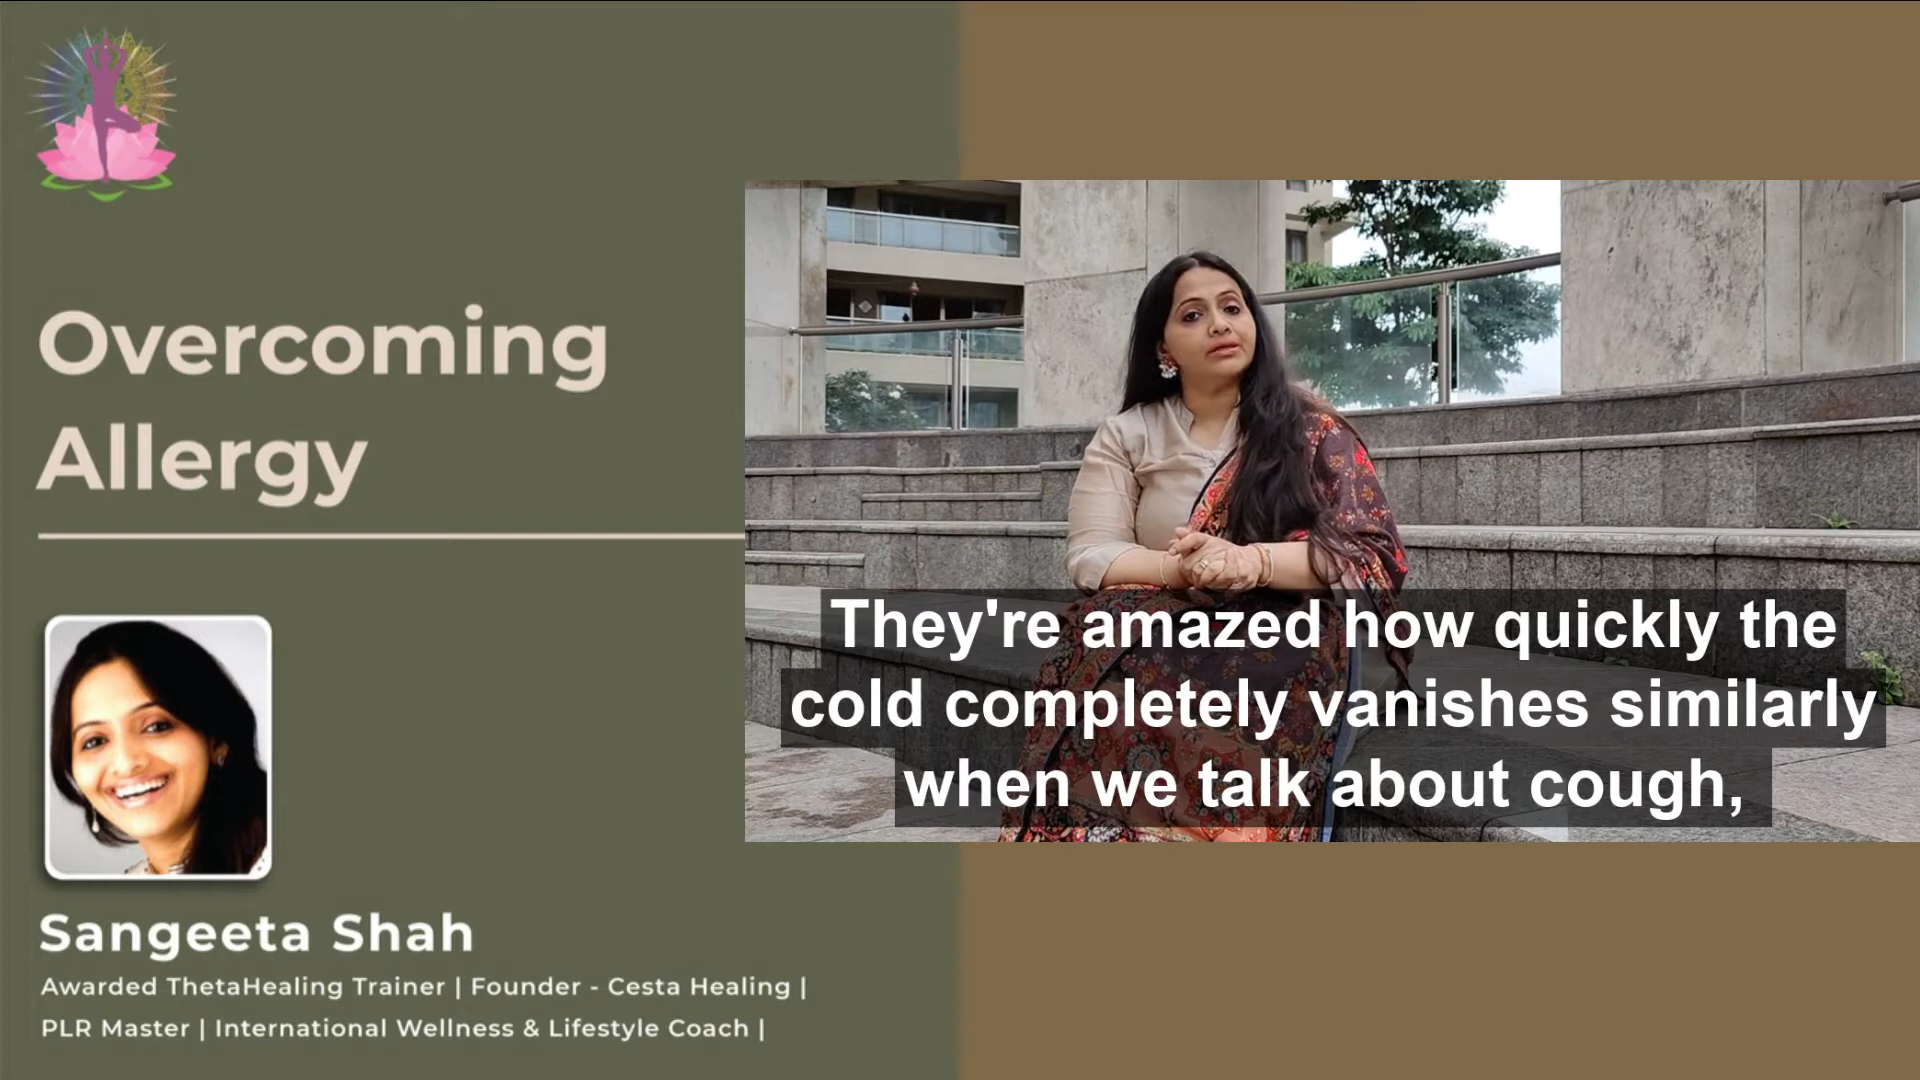 Overcoming
Allergy
Sangeeta Shah
Awarded ThetaHealing Trainer | Founder - Cesta Healing |
PLR Master | International Wellness & Lifestyle Coach |
They're amazed how quickly the
cold completely vanishes similarly
when we talk about cough,